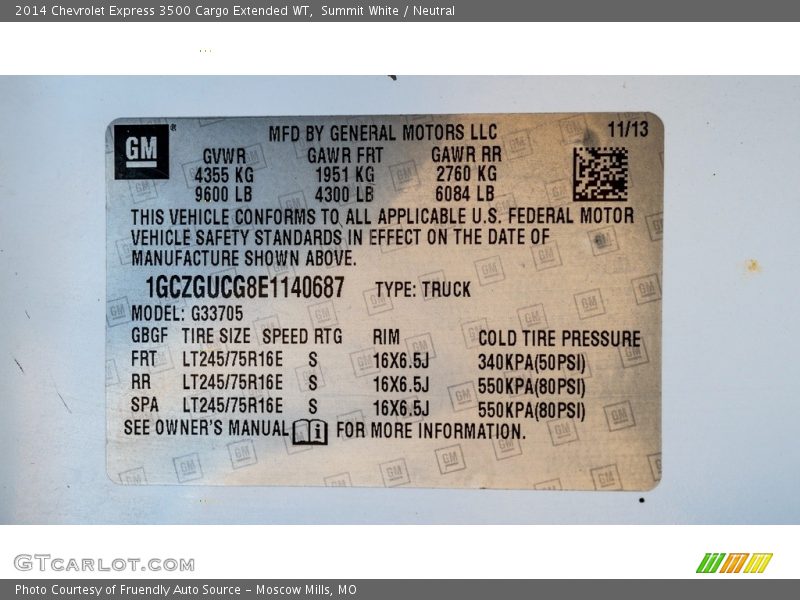 2014 Chevrolet Express 3500 Cargo Extended WT, Summit White / Neutral
GM ®
MFD BY GENERAL MOTORS LLC 11/13
GVWR GAWR FRT GAWR RR
4355 KG 1951 KG 2760 KG
9600 LB 4300 LB 6084 LB
THIS VEHICLE CONFORMS TO ALL APPLICABLE U.S. FEDERAL MOTOR
VEHICLE SAFETY STANDARDS IN EFFECT ON THE DATE OF
MANUFACTURE SHOWN ABOVE.
1GCZGUCG8E1140687 TYPE: TRUCK
MODEL: G33705
GBGF TIRE SIZE SPEED RTG RIM COLD TIRE PRESSURE
FRT LT245/75R16E S 16X6.5J 340KPA(50PSI)
RR LT245/75R16E S 16X6.5J 550KPA(80PSI)
SPA LT245/75R16E S 16X6.5J 550KPA(80PSI)
SEE OWNER'S MANUAL i FOR MORE INFORMATION.
GTCARLOT.COM
Photo Courtesy of Fruendly Auto Source - Moscow Mills, MO